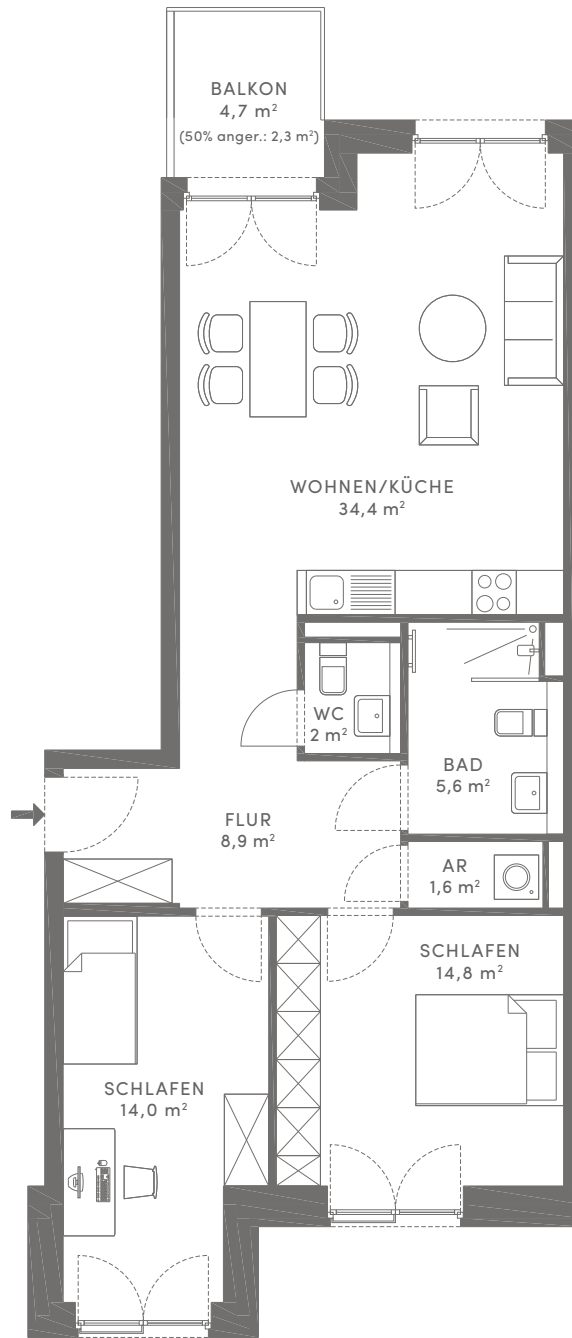 BALKON
4,7 m²
(50% anger.: 2,3 m²)
WOHNEN/KÜCHE
34,4 m²
WC
2 m²
BAD
5,6 m²
FLUR
8,9 m²
AR
1,6 m²
SCHLAFEN
14,8 m²
SCHLAFEN
14,0 m²